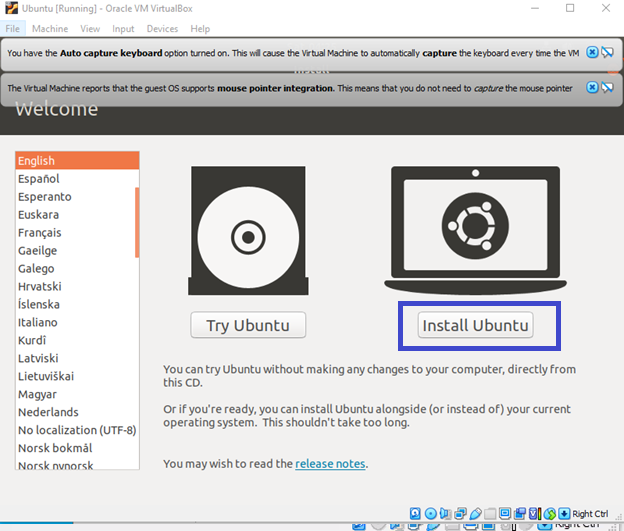 Ubuntu [Running] - Oracle VM VirtualBox
File Machine View Input Devices Help
You have the Auto capture keyboard option turned on. This will cause the Virtual Machine to automatically capture the keyboard every time the VM
The Virtual Machine reports that the guest OS supports mouse pointer integration. This means that you do not need to capture the mouse pointer
Welcome
English
Español
Esperanto
Euskara
Français
Gaeilge
Galego
Hrvatski
Íslenska
Italiano
Kurdî
Latviski
Lietuviškai
Magyar
Nederlands
No localization (UTF-8)
Norsk bokmål
Norsk nynorsk
Try Ubuntu
Install Ubuntu
You can try Ubuntu without making any changes to your computer, directly from
this CD.
Or if you're ready, you can install Ubuntu alongside (or instead of) your current
operating system. This shouldn't take too long.
You may wish to read the release notes.
Right Ctrl
Right Ctrl